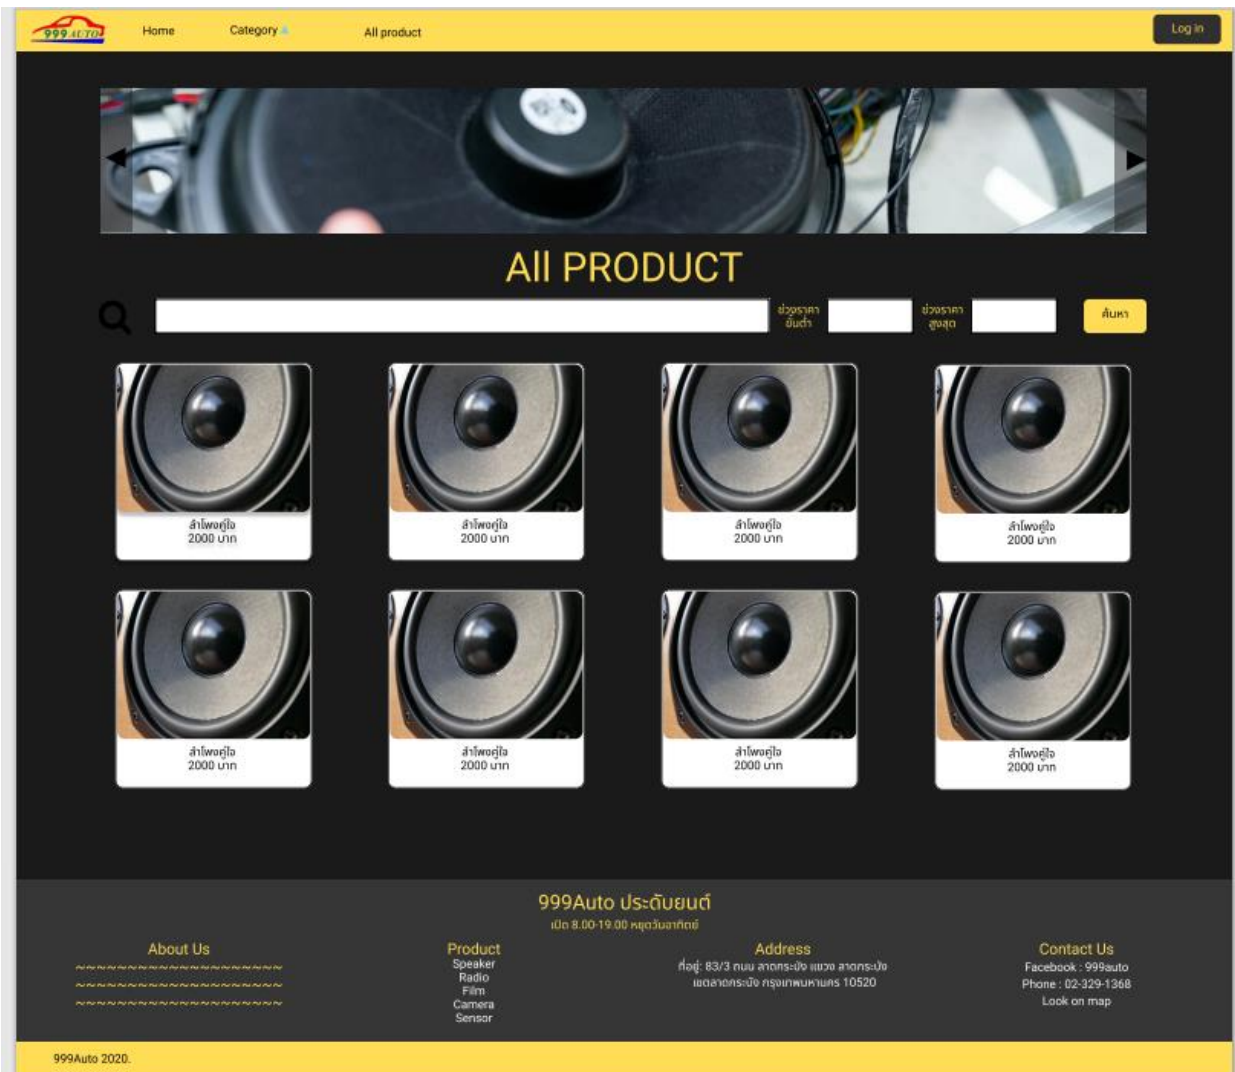 999 AUTO
Home
Category
All product
Log in
All PRODUCT
ช่วงราคา
ขั้นต่ำ
ช่วงราคา
สูงสุด
ค้นหา
ลำโพงคู่ใจ
2000 บาท
ลำโพงคู่ใจ
2000 บาท
ลำโพงคู่ใจ
2000 บาท
ลำโพงคู่ใจ
2000 บาท
ลำโพงคู่ใจ
2000 บาท
ลำโพงคู่ใจ
2000 บาท
ลำโพงคู่ใจ
2000 บาท
ลำโพงคู่ใจ
2000 บาท
999Auto ประดับยนต์
เปิด 8.00-19.00 หยุดวันอาทิตย์
About Us
~~~~~~~~~~~~~~~~~~~~
~~~~~~~~~~~~~~~~~~~~
~~~~~~~~~~~~~~~~~~~~
Product
Speaker
Radio
Film
Camera
Sensor
Address
ที่อยู่: 83/3 ถนน ลาดกระบัง แขวง ลาดกระบัง
เขตลาดกระบัง กรุงเทพมหานคร 10520
Contact Us
Facebook : 999auto
Phone : 02-329-1368
Look on map
999Auto 2020.